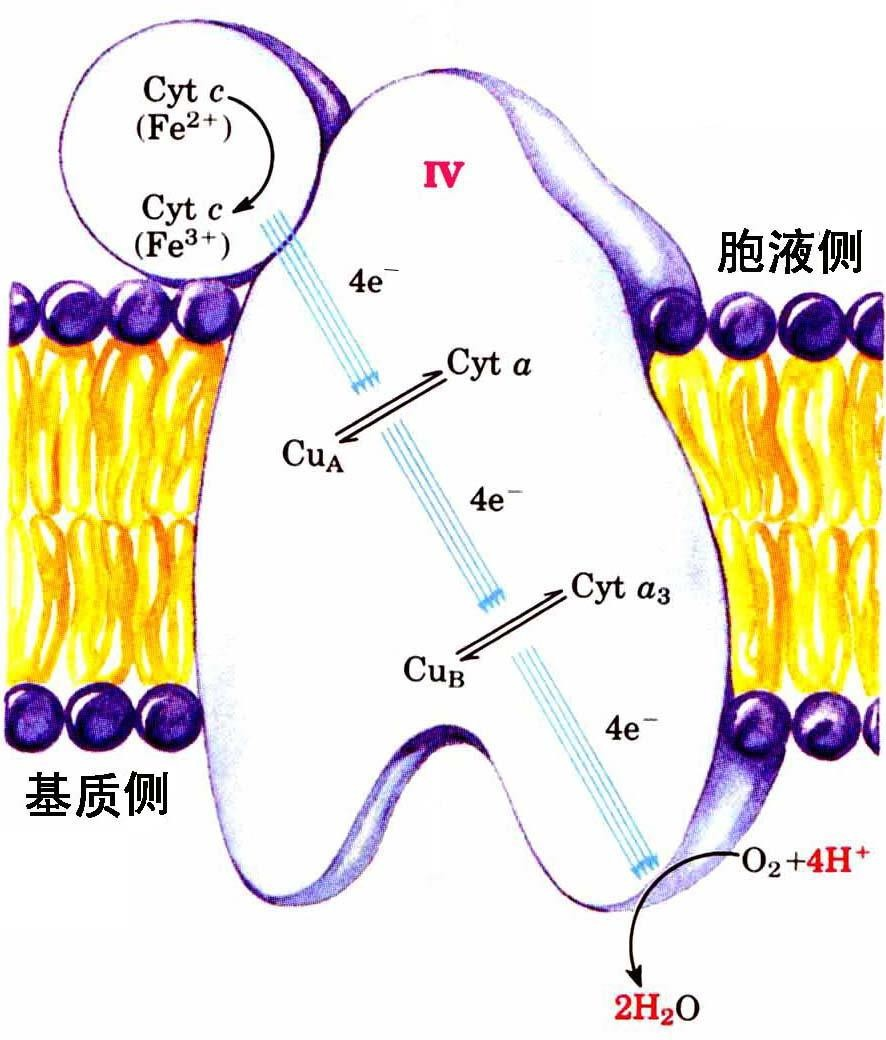 Cyt c
(Fe²⁺)
IV
Cyt c
(Fe³⁺)
胞液侧
4e⁻
Cyt a
Cu_A
4e⁻
Cyt a₃
Cu_B
4e⁻
基质侧
O₂+4H⁺
2H₂O